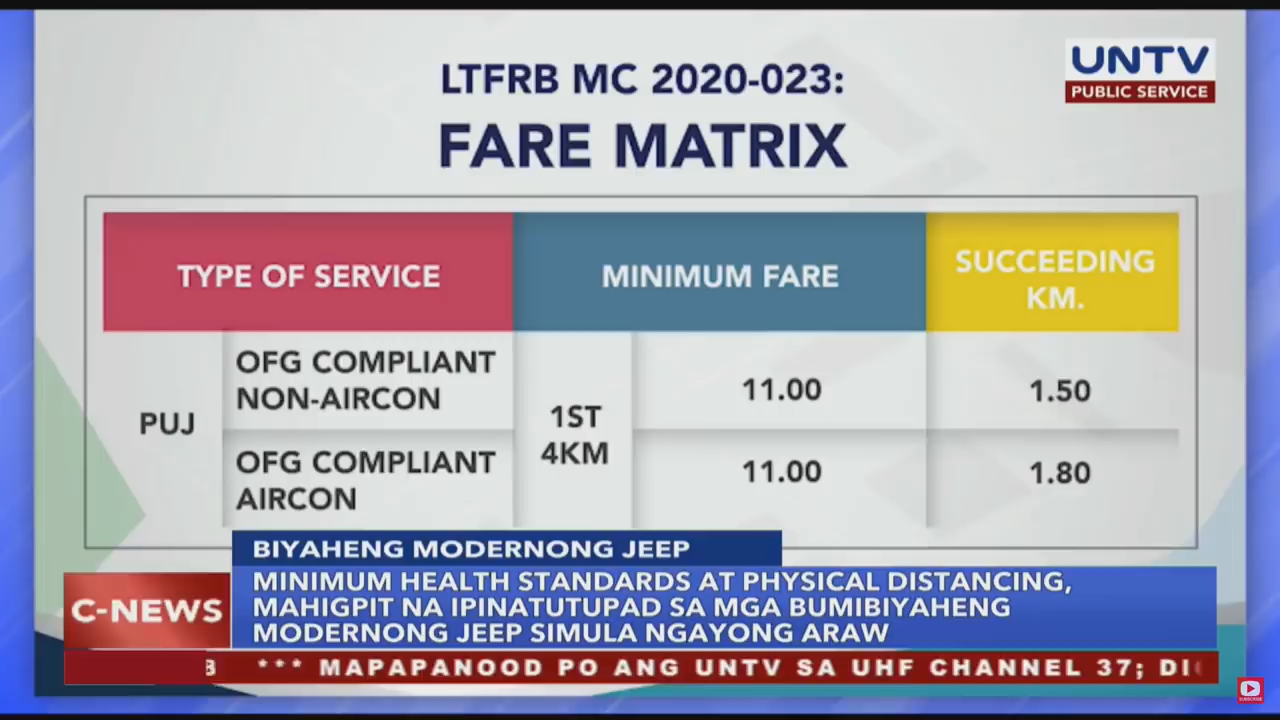 LTFRB MC 2020-023:
FARE MATRIX
UNTV
PUBLIC SERVICE
TYPE OF SERVICE
MINIMUM FARE
SUCCEEDING
KM.
PUJ
OFG COMPLIANT
NON-AIRCON
1ST
4KM
11.00
1.50
OFG COMPLIANT
AIRCON
11.00
1.80
BIYAHENG MODERNONG JEEP
C-NEWS
MINIMUM HEALTH STANDARDS AT PHYSICAL DISTANCING,
MAHIGPIT NA IPINATUTUPAD SA MGA BUMIBIYAHENG
MODERNONG JEEP SIMULA NGAYONG ARAW
*** MAPAPANOOD PO ANG UNTV SA UHF CHANNEL 37;
SUBSCRIBE